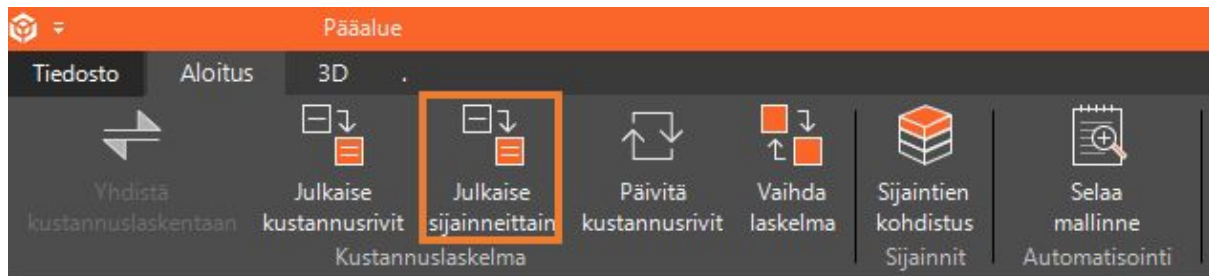 Pääalue
Tiedosto Aloitus 3D .
Yhdistä kustannuslaskentaan
Julkaise kustannusrivit
Julkaise sijainneittain
Päivitä kustannusrivit
Vaihda laskelma
Sijaintien kohdistus
Selaa mallinne
Kustannuslaskelma Sijainnit Automatisointi